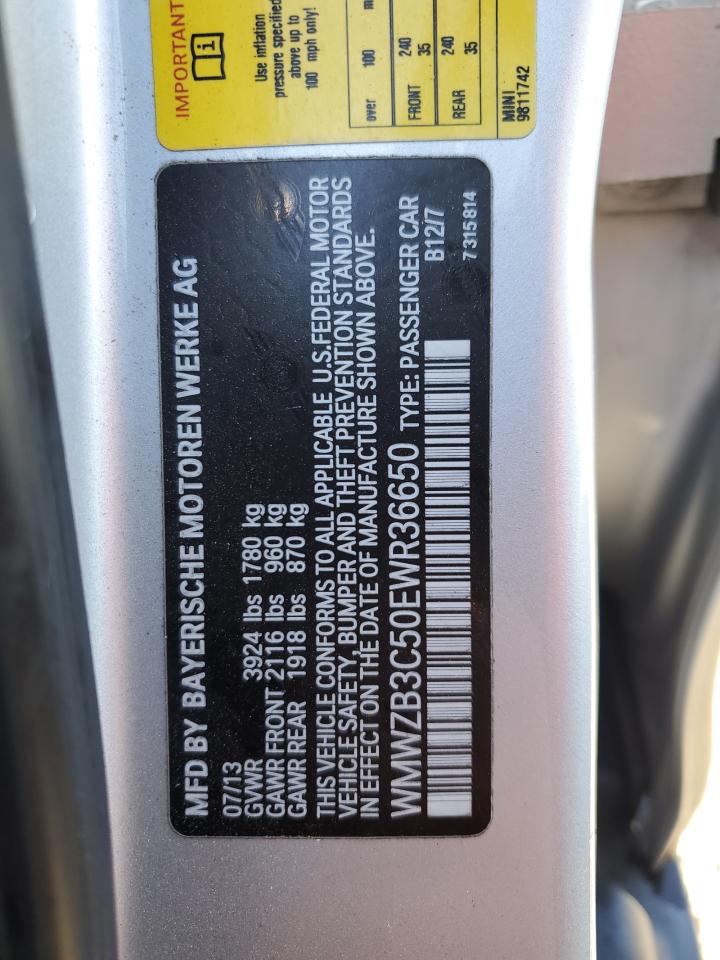 IMPORTANT
Use inflation
pressure specified
above up to
100 mph only!
over 100 m
FRONT 240
35
REAR 240
35
MINI
9811742
MFD BY BAYERISCHE MOTOREN WERKE AG
07/13
GVWR 3924 lbs 1780 kg
GAWR FRONT 2116 lbs 960 kg
GAWR REAR 1918 lbs 870 kg
THIS VEHICLE CONFORMS TO ALL APPLICABLE U.S.FEDERAL MOTOR
VEHICLE SAFETY, BUMPER AND THEFT PREVENTION STANDARDS
IN EFFECT ON THE DATE OF MANUFACTURE SHOWN ABOVE.
WMWZB3C50EWR36650 TYPE: PASSENGER CAR
B12/7
7 315 814